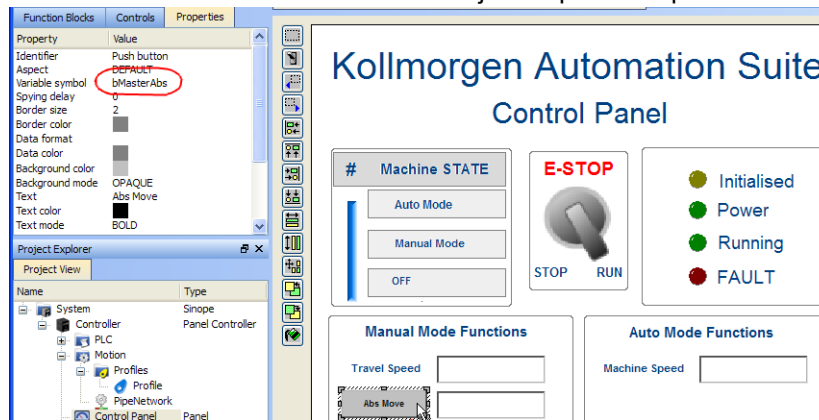 Function Blocks Controls Properties
Property Value
Identifier Push button
Aspect DEFAULT
Variable symbol bMasterAbs
Spying delay 0
Border size 2
Border color
Data format
Data color
Background color
Background mode OPAQUE
Text Abs Move
Text color
Text mode BOLD
Project Explorer
Project View
Name Type
System Sinope
Controller Panel Controller
PLC
Motion
Profiles
Profile
PipeNetwork
Control Panel Panel
Kollmorgen Automation Suite
Control Panel
# Machine STATE
Auto Mode
Manual Mode
OFF
E-STOP
STOP RUN
Initialised
Power
Running
FAULT
Manual Mode Functions
Travel Speed
Abs Move
Auto Mode Functions
Machine Speed